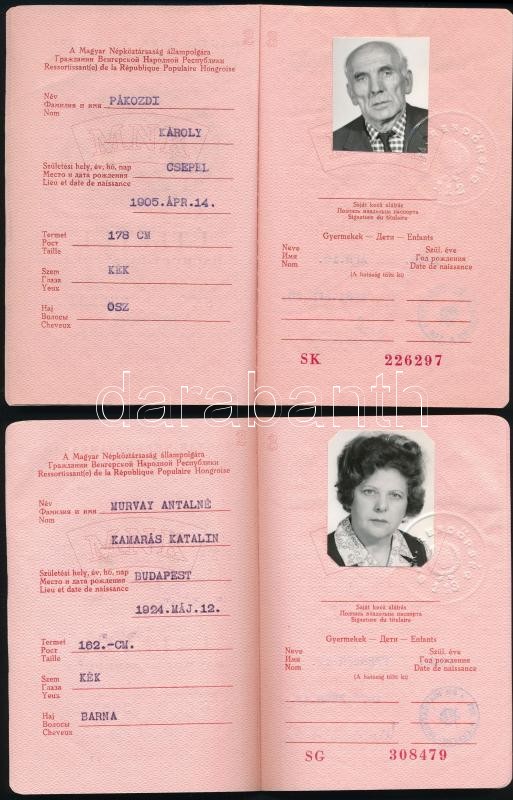 A Magyar Népköztársaság állampolgára
Гражданин Венгерской Народной Республики
Ressortissant(e) de la République Populaire Hongroise
Név
Фамилия и имя PÁKOZDI
Nom
KÁROLY
Születési hely, év, hó, nap CSEPEL
Место и дата рождения
Lieu et date de naissance
1905.ÁPR.14.
Termet 178 CM
Рост
Taille
Szem KÉK
Глаза
Yeux
Haj ŐSZ
Волосы
Cheveux
Saját kezű aláírás
Подпись владельца паспорта
Signature du titulaire
Gyermekek — Дети — Enfants
Neve Szül. éve
Имя Год рождения
Nom Date de naissance
(A hatóság tölti ki)
SK 226297
darabanth
A Magyar Népköztársaság állampolgára
Гражданин Венгерской Народной Республики
Ressortissant(e) de la République Populaire Hongroise
Név MURVAY ANTALNÉ
Фамилия и имя
Nom
KAMARÁS KATALIN
Születési hely, év, hó, nap BUDAPEST
Место и дата рождения
Lieu et date de naissance
1924.MÁJ.12.
Termet 162.-CM.
Рост
Taille
Szem KÉK
Глаза
Yeux
Haj BARNA
Волосы
Cheveux
Saját kezű aláírás
Подпись владельца паспорта
Signature du titulaire
Gyermekek — Дети — Enfants
Neve Szül. éve
Имя Год рождения
Nom Date de naissance
(A hatóság tölti ki)
SG 308479